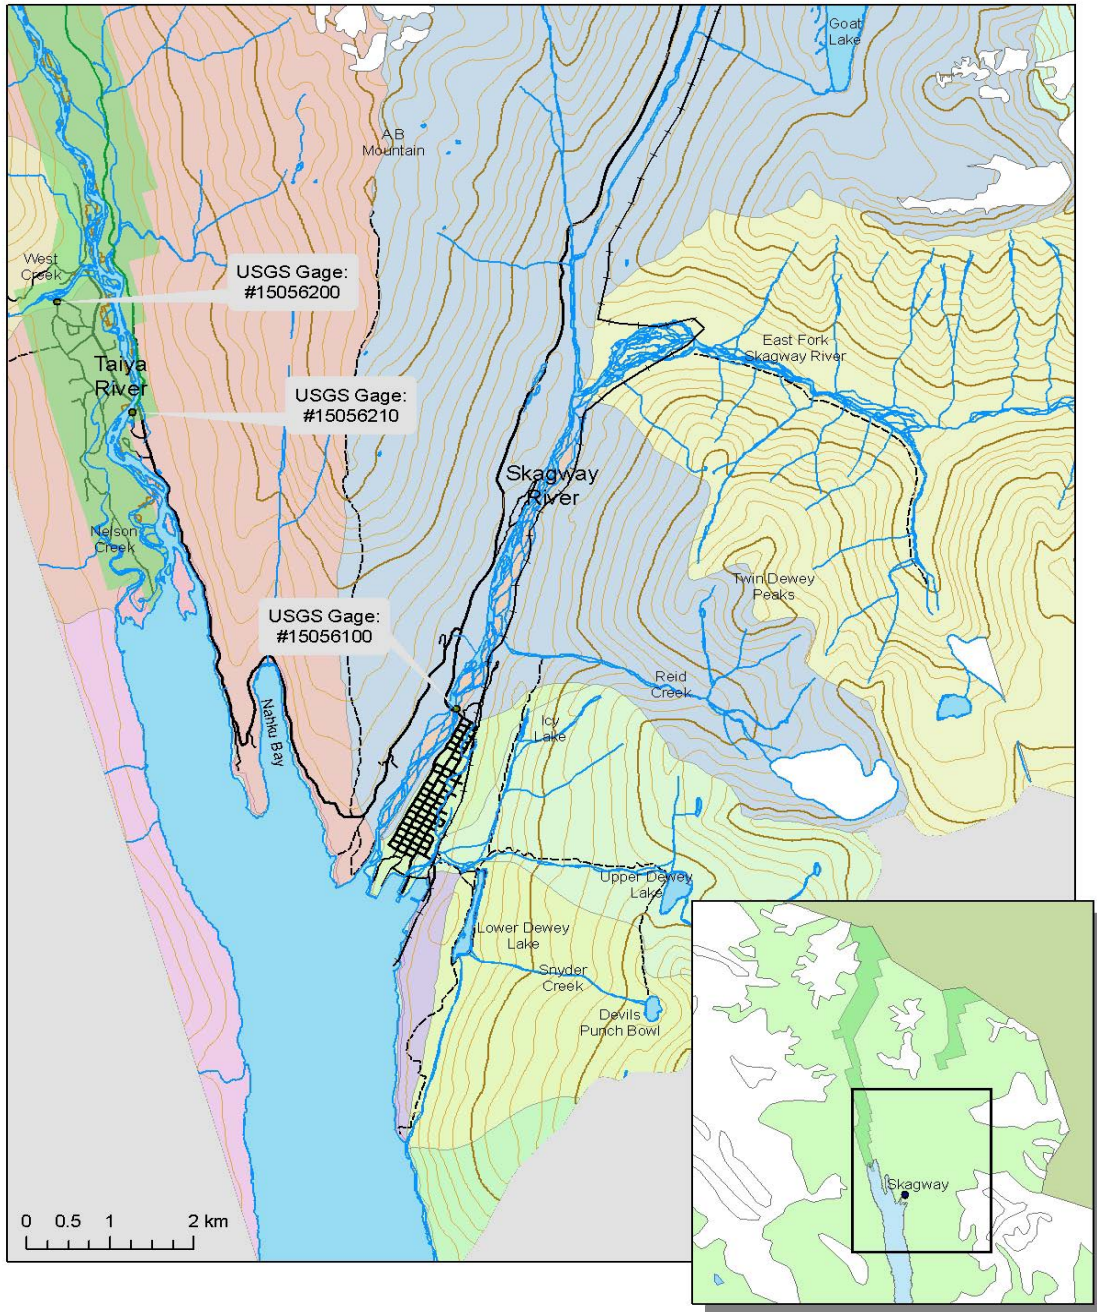 Goat
Lake
AB
Mountain
West
Creek
USGS Gage:
#15056200
East Fork
Skagway River
Taiya
River
USGS Gage:
#15056210
Skagway
River
Nelson
Creek
Twin Dewey
Peaks
USGS Gage:
#15056100
Reid
Creek
Nahku Bay
Icy
Lake
Upper Dewey
Lake
Lower Dewey
Lake
Snyder
Creek
Devils
Punch Bowl
Skagway
0 0.5 1 2 km